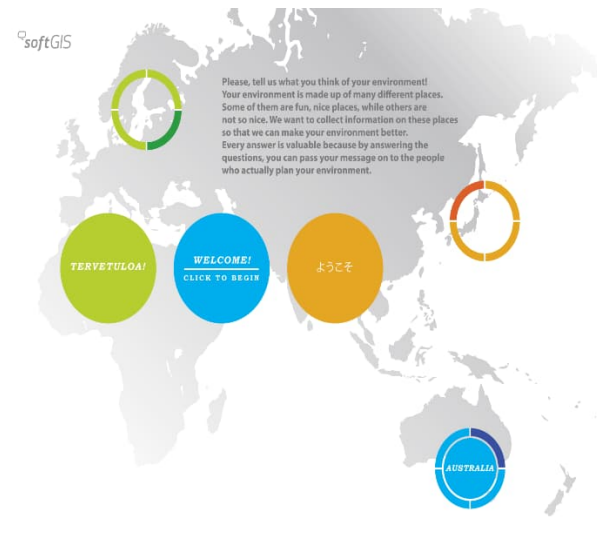 softGIS
Please, tell us what you think of your environment!
Your environment is made up of many different places.
Some of them are fun, nice places, while others are
not so nice. We want to collect information on these places
so that we can make your environment better.
Every answer is valuable because by answering the
questions, you can pass your message on to the people
who actually plan your environment.
TERVETULOA!
WELCOME!
CLICK TO BEGIN
ようこそ
AUSTRALIA